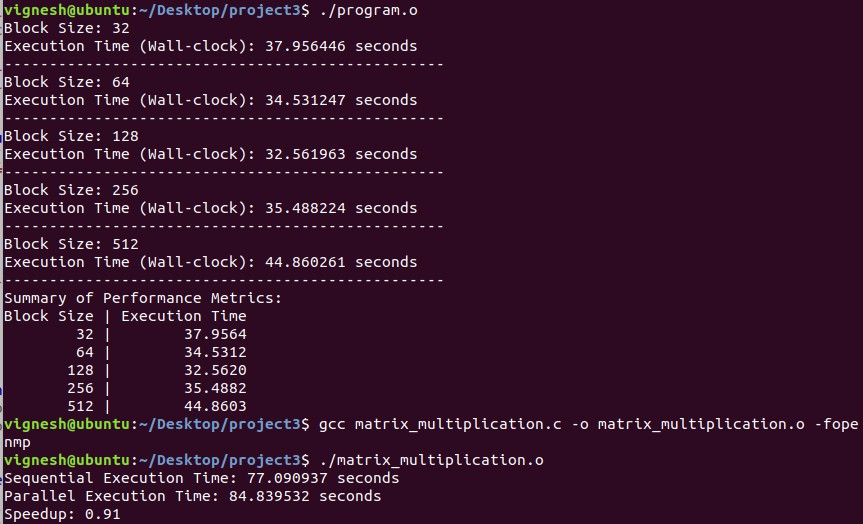 vignesh@ubuntu:~/Desktop/project3$ ./program.o
Block Size: 32
Execution Time (Wall-clock): 37.956446 seconds
-------------------------------------------------
Block Size: 64
Execution Time (Wall-clock): 34.531247 seconds
-------------------------------------------------
Block Size: 128
Execution Time (Wall-clock): 32.561963 seconds
-------------------------------------------------
Block Size: 256
Execution Time (Wall-clock): 35.488224 seconds
-------------------------------------------------
Block Size: 512
Execution Time (Wall-clock): 44.860261 seconds
-------------------------------------------------
Summary of Performance Metrics:
Block Size | Execution Time
        32 |        37.9564
        64 |        34.5312
       128 |        32.5620
       256 |        35.4882
       512 |        44.8603
vignesh@ubuntu:~/Desktop/project3$ gcc matrix_multiplication.c -o matrix_multiplication.o -fope
nmp
vignesh@ubuntu:~/Desktop/project3$ ./matrix_multiplication.o
Sequential Execution Time: 77.090937 seconds
Parallel Execution Time: 84.839532 seconds
Speedup: 0.91